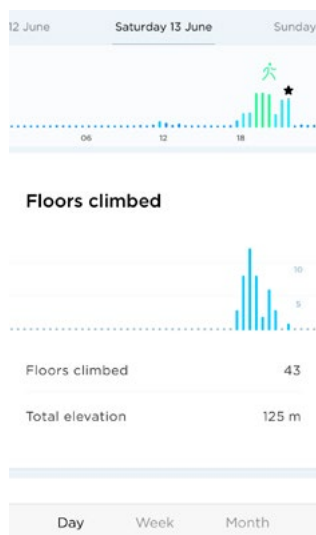 12 June Saturday 13 June Sunday
06 12 18
Floors climbed
10
5
Floors climbed 43
Total elevation 125 m
Day Week Month